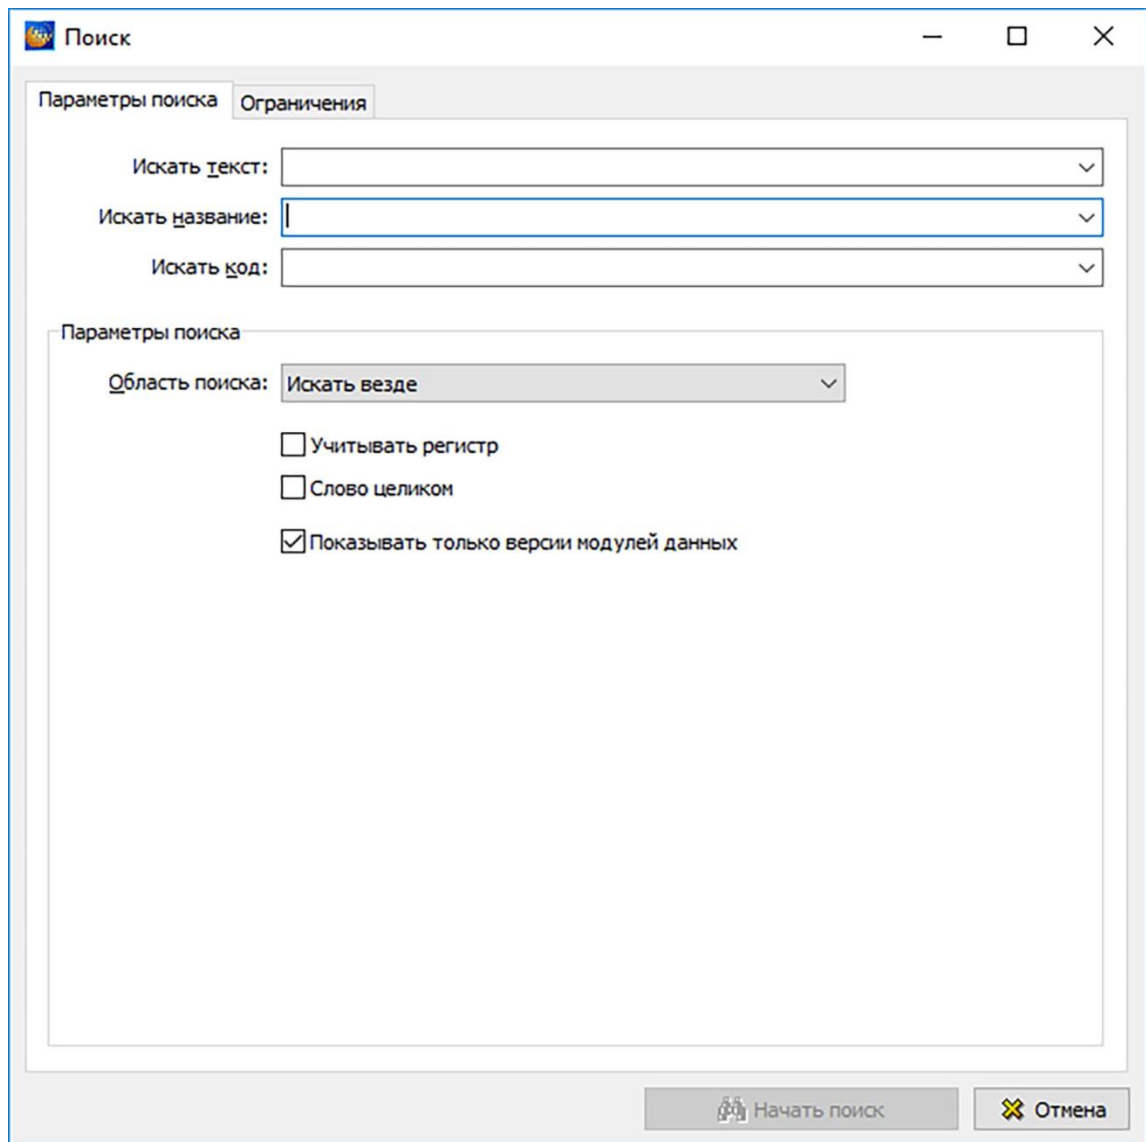 Поиск
Параметры поиска Ограничения
Искать текст:
Искать название:
Искать код:
Параметры поиска
Область поиска: Искать везде
Учитывать регистр
Слово целиком
Показывать только версии модулей данных
Начать поиск Отмена